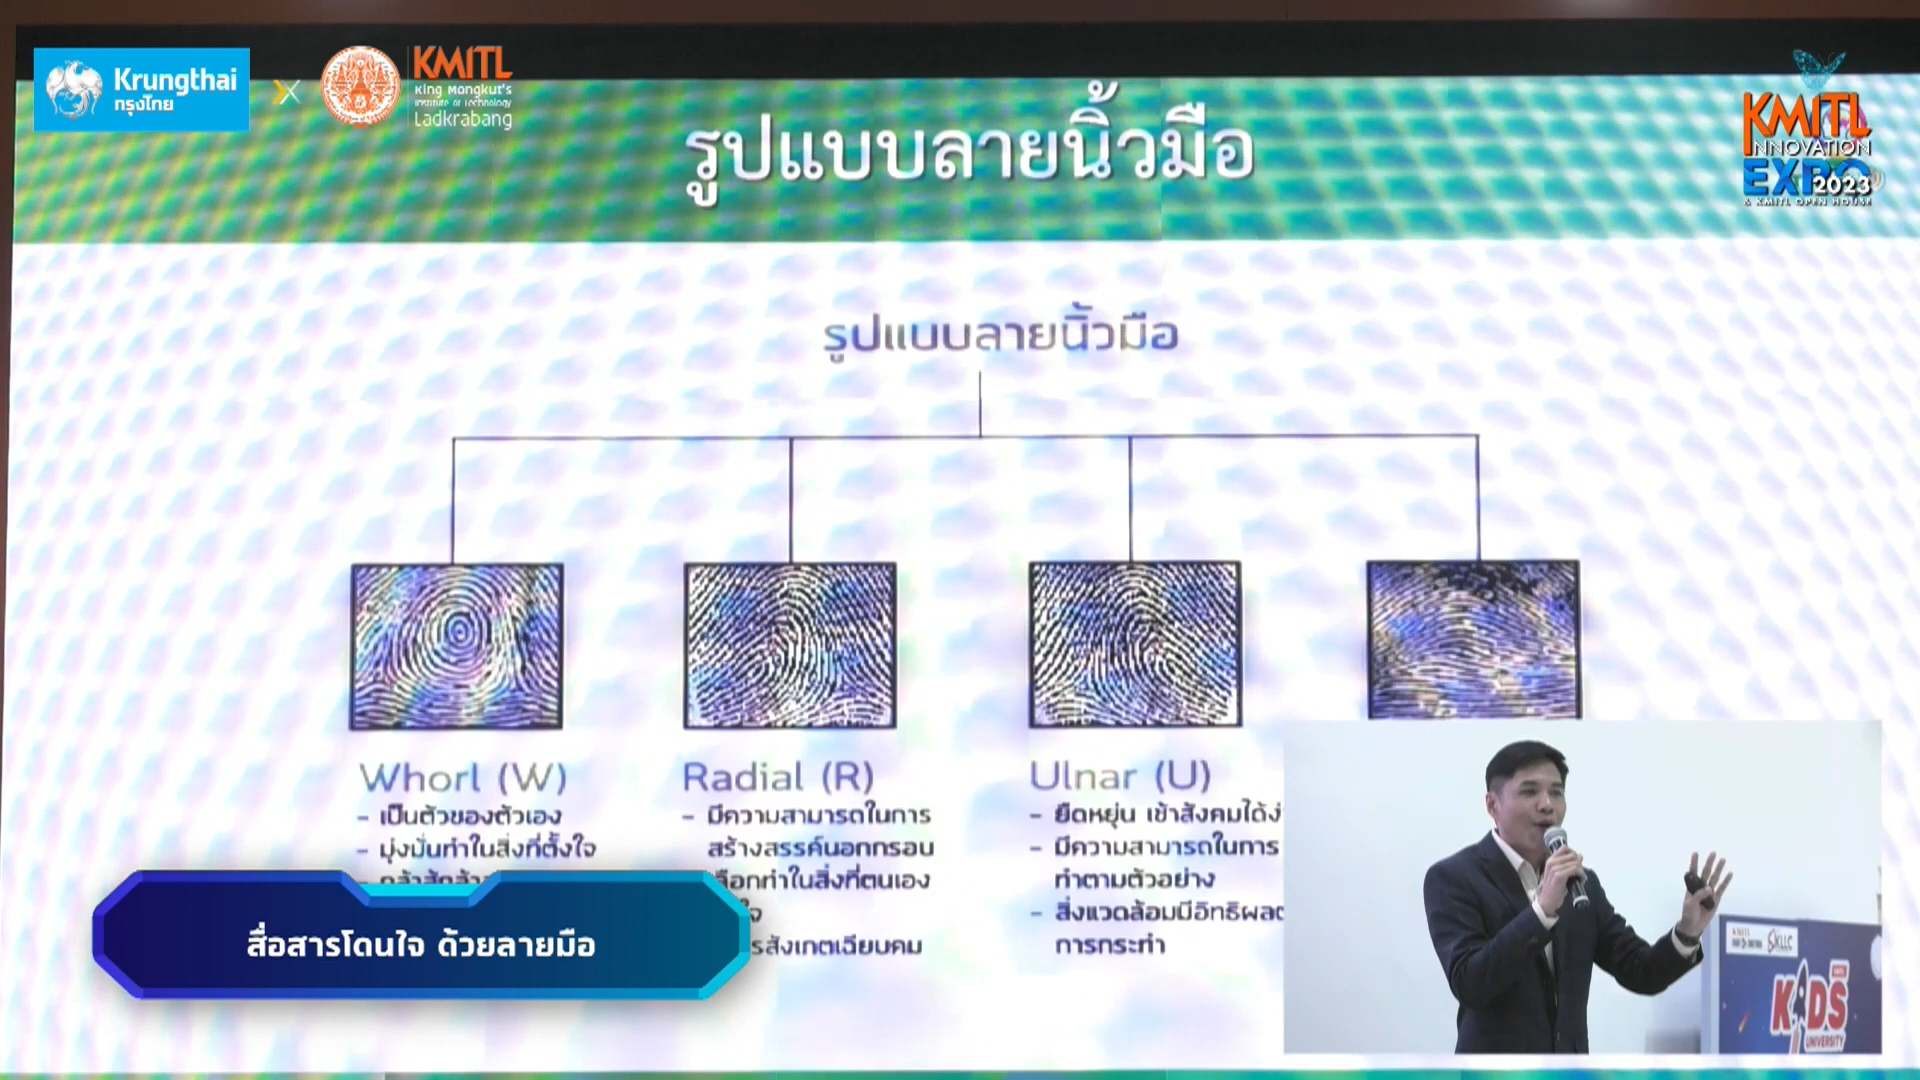 Krungthai
กรุงไทย
KMITL
King Mongkut's
Institute of Technology
Ladkrabang
KMITL
INNOVATION
EXPO 2023
& KMITL OPEN HOUSE
รูปแบบลายนิ้วมือ
รูปแบบลายนิ้วมือ
Whorl (W)
- เป็นตัวของตัวเอง
- มุ่งมั่นทำในสิ่งที่ตั้งใจ
Radial (R)
- มีความสามารถในการ
สร้างสรรค์นอกกรอบ
ทำในสิ่งที่ตนเอง
สังเกตเฉียบคม
Ulnar (U)
- ยืดหยุ่น เข้าสังคมได้
- มีความสามารถในการ
ทำตามตัวอย่าง
- สิ่งแวดล้อมมีอิทธิผล
การกระทำ
สื่อสารโดนใจ ด้วยลายมือ
KLLC
KIDS
UNIVERSITY